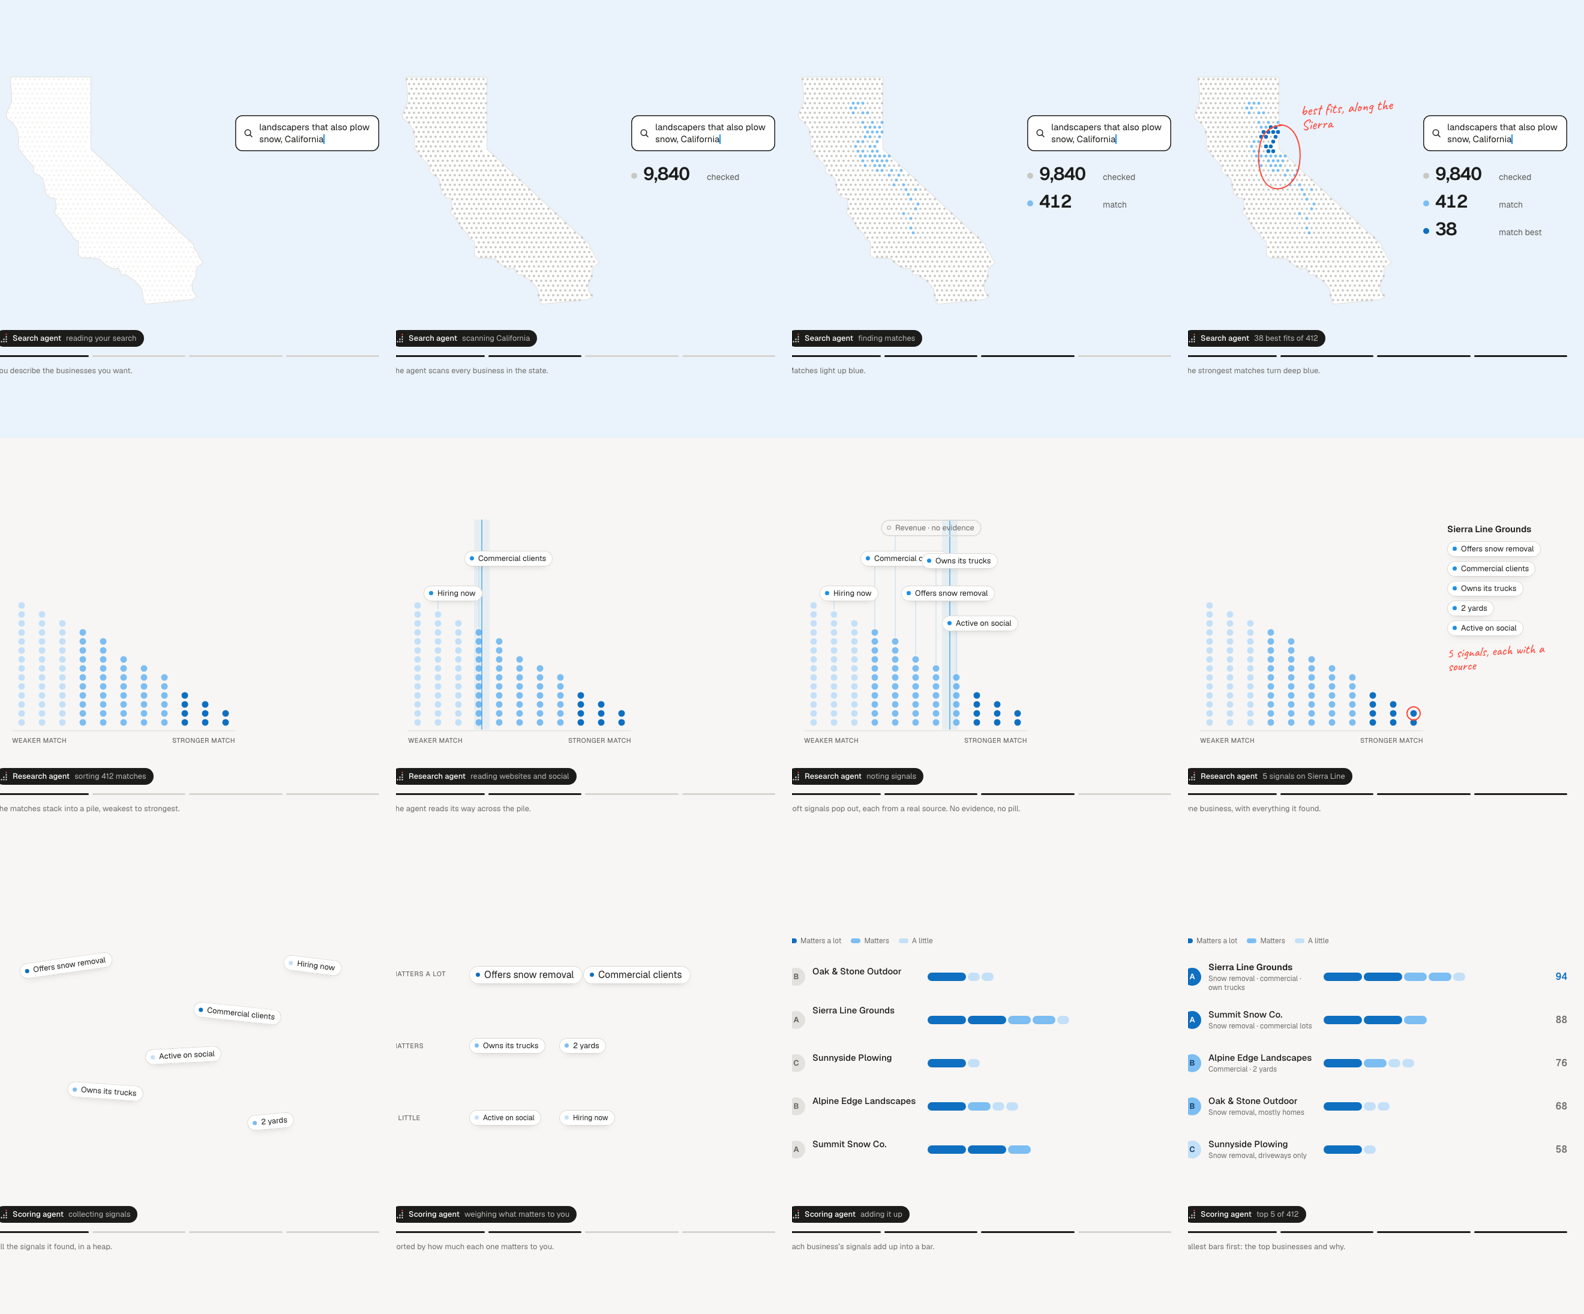 landscapers that also plow
snow, California
Search agent reading your search
ou describe the businesses you want.
landscapers that also plow
snow, California
9,840 checked
Search agent scanning California
he agent scans every business in the state.
landscapers that also plow
snow, California
9,840 checked
412 match
Search agent finding matches
Matches light up blue.
best fits, along the
Sierra
landscapers that also plow
snow, California
9,840 checked
412 match
38 match best
Search agent 38 best fits of 412
he strongest matches turn deep blue.
WEAKER MATCH STRONGER MATCH
Research agent sorting 412 matches
he matches stack into a pile, weakest to strongest.
Commercial clients
Hiring now
WEAKER MATCH STRONGER MATCH
Research agent reading websites and social
he agent reads its way across the pile.
Revenue · no evidence
Commercial c
Owns its trucks
Hiring now
Offers snow removal
Active on social
WEAKER MATCH STRONGER MATCH
Research agent noting signals
oft signals pop out, each from a real source. No evidence, no pill.
Sierra Line Grounds
Offers snow removal
Commercial clients
Owns its trucks
2 yards
Active on social
5 signals, each with a
source
WEAKER MATCH STRONGER MATCH
Research agent 5 signals on Sierra Line
ne business, with everything it found.
Offers snow removal
Hiring now
Commercial clients
Active on social
Owns its trucks
2 yards
Scoring agent collecting signals
ll the signals it found, in a heap.
ATTERS A LOT Offers snow removal Commercial clients
ATTERS Owns its trucks 2 yards
LITTLE Active on social Hiring now
Scoring agent weighing what matters to you
orted by how much each one matters to you.
Matters a lot Matters A little
B Oak & Stone Outdoor
A Sierra Line Grounds
C Sunnyside Plowing
B Alpine Edge Landscapes
A Summit Snow Co.
Scoring agent adding it up
ach business's signals add up into a bar.
Matters a lot Matters A little
A Sierra Line Grounds 94
Snow removal · commercial ·
own trucks
A Summit Snow Co. 88
Snow removal · commercial lots
B Alpine Edge Landscapes 76
Commercial · 2 yards
B Oak & Stone Outdoor 68
Snow removal, mostly homes
C Sunnyside Plowing 58
Snow removal, driveways only
Scoring agent top 5 of 412
allest bars first: the top businesses and why.